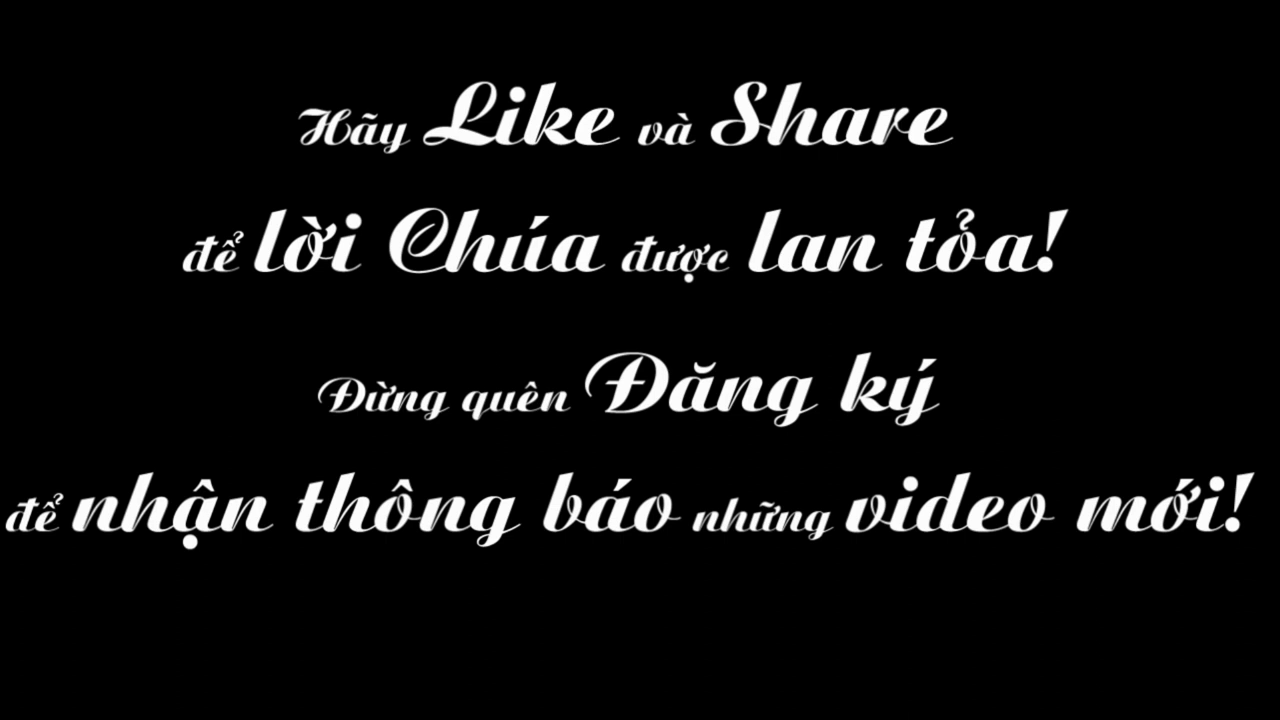 Hãy Like và Share
để lời Chúa được lan tỏa!
Đừng quên Đăng ký
để nhận thông báo những video mới!